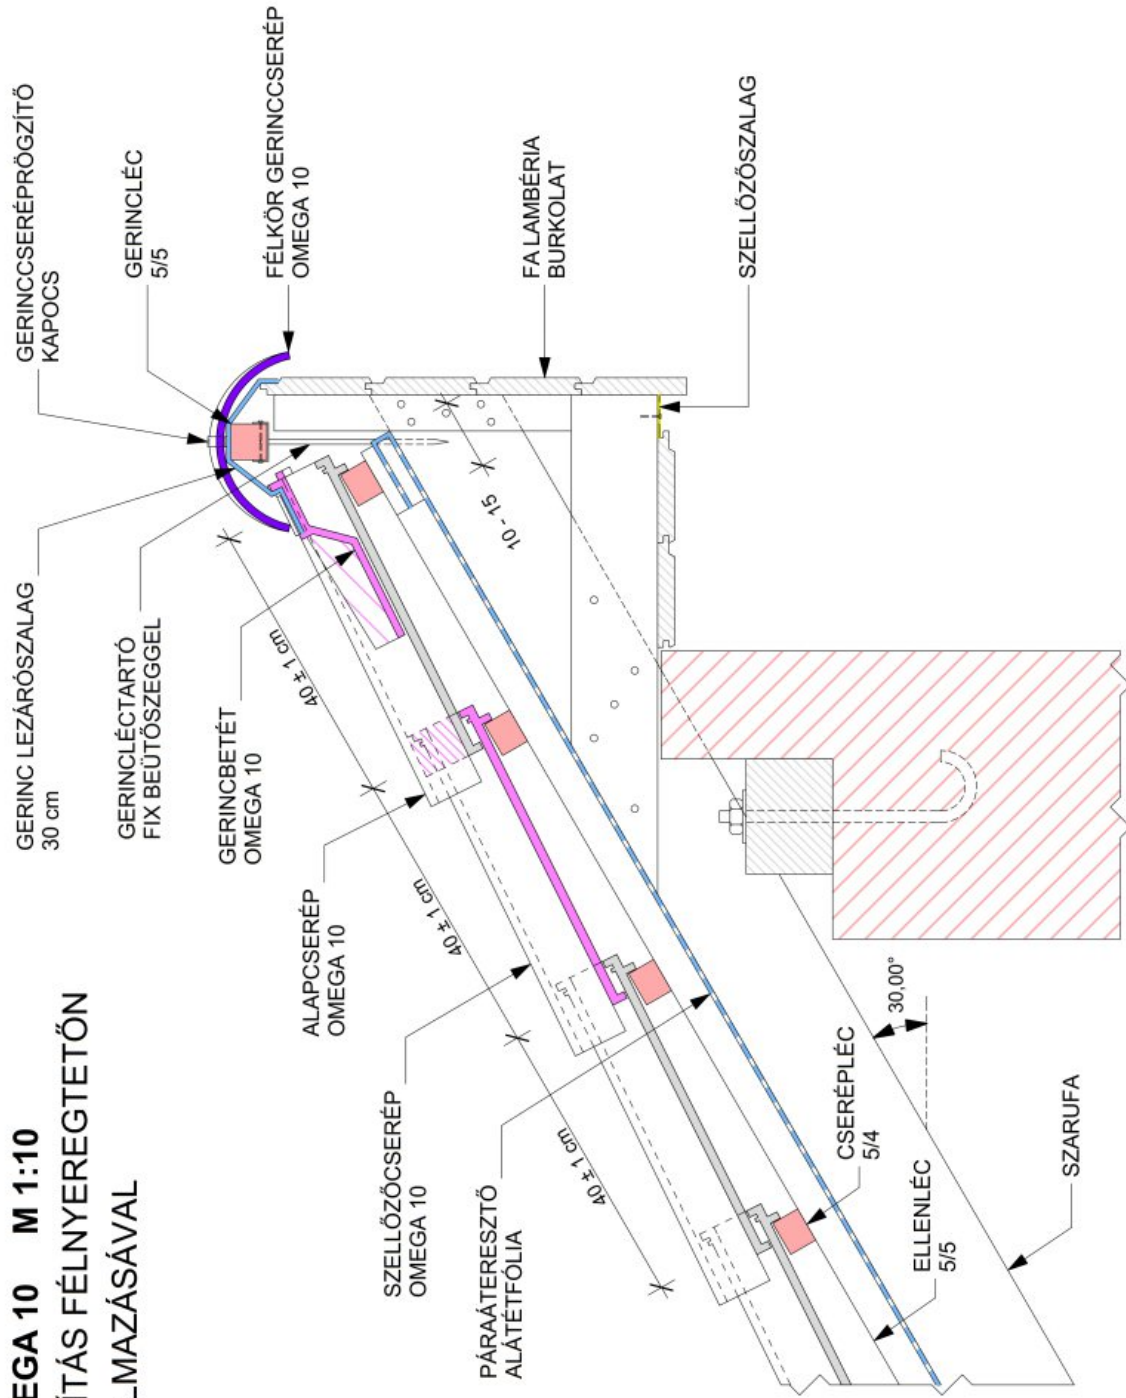 EGA 10 M 1:10
ÍTÁS FÉLNYEREGTETŐN
LMAZÁSÁVAL
GERINC LEZÁRÓSZALAG
30 cm
GERINCCSERÉPRÖGZÍTŐ
KAPOCS
GERINCLÉC
5/5
FÉLKÖR GERINCCSERÉP
OMEGA 10
GERINCLÉCTARTÓ
FIX BEÜTŐSZEGGEL
GERINCBETÉT
OMEGA 10
ALAPCSERÉP
OMEGA 10
SZELLŐZŐCSERÉP
OMEGA 10
PÁRAÁTERESZTŐ
ALÁTÉTFÓLIA
40 ± 1 cm
40 ± 1 cm
40 ± 1 cm
10 - 15
FA LAMBÉRIA
BURKOLAT
SZELLŐZŐSZALAG
30,00°
CSERÉPLÉC
5/4
ELLENLÉC
5/5
SZARUFA